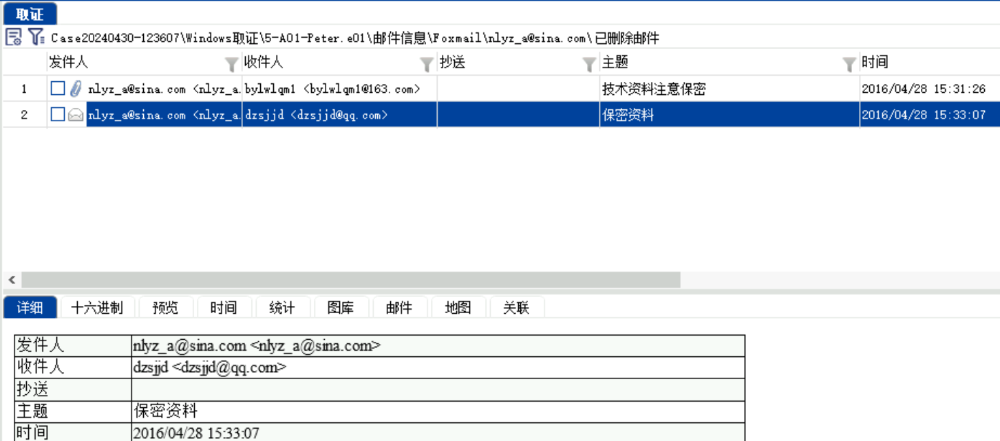 取证
Case20240430-123607\Windows取证\5-A01-Peter.e01\邮件信息\Foxmail\nlyz_a@sina.com\已删除邮件
发件人 收件人 抄送 主题 时间
1 nlyz_a@sina.com <nlyz_a. bylwlqm1 <bylwlqm1@163.com> 技术资料注意保密 2016/04/28 15:31:26
2 nlyz_a@sina.com <nlyz_a. dzsjjd <dzsjjd@qq.com> 保密资料 2016/04/28 15:33:07
详细 十六进制 预览 时间 统计 图库 邮件 地图 关联
发件人 nlyz_a@sina.com <nlyz_a@sina.com>
收件人 dzsjjd <dzsjjd@qq.com>
抄送
主题 保密资料
时间 2016/04/28 15:33:07